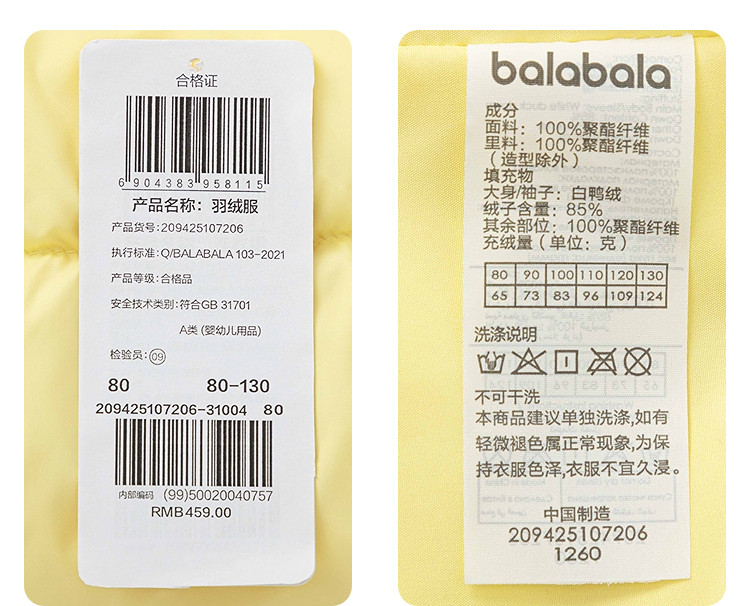 合格证
6 904383 958115
产品名称: 羽绒服
产品货号:209425107206
执行标准:Q/BALABALA 103-2021
产品等级:合格品
安全技术类别:符合GB 31701
A类 (婴幼儿用品)
检验员:09
80 80-130
209425107206-31004 80
内部编码 (99)50020040757
RMB459.00
balabala
成分
面料: 100%聚酯纤维
里料: 100%聚酯纤维
(造型除外)
填充物
大身/袖子: 白鸭绒
绒子含量: 85%
其余部位: 100%聚酯纤维
充绒量(单位: 克)
80 90 100 110 120 130
65 73 83 96 109 124
洗涤说明
不可干洗
本商品建议单独洗涤,如有
轻微褪色属正常现象,为保
持衣服色泽,衣服不宜久浸。
中国制造
209425107206
1260